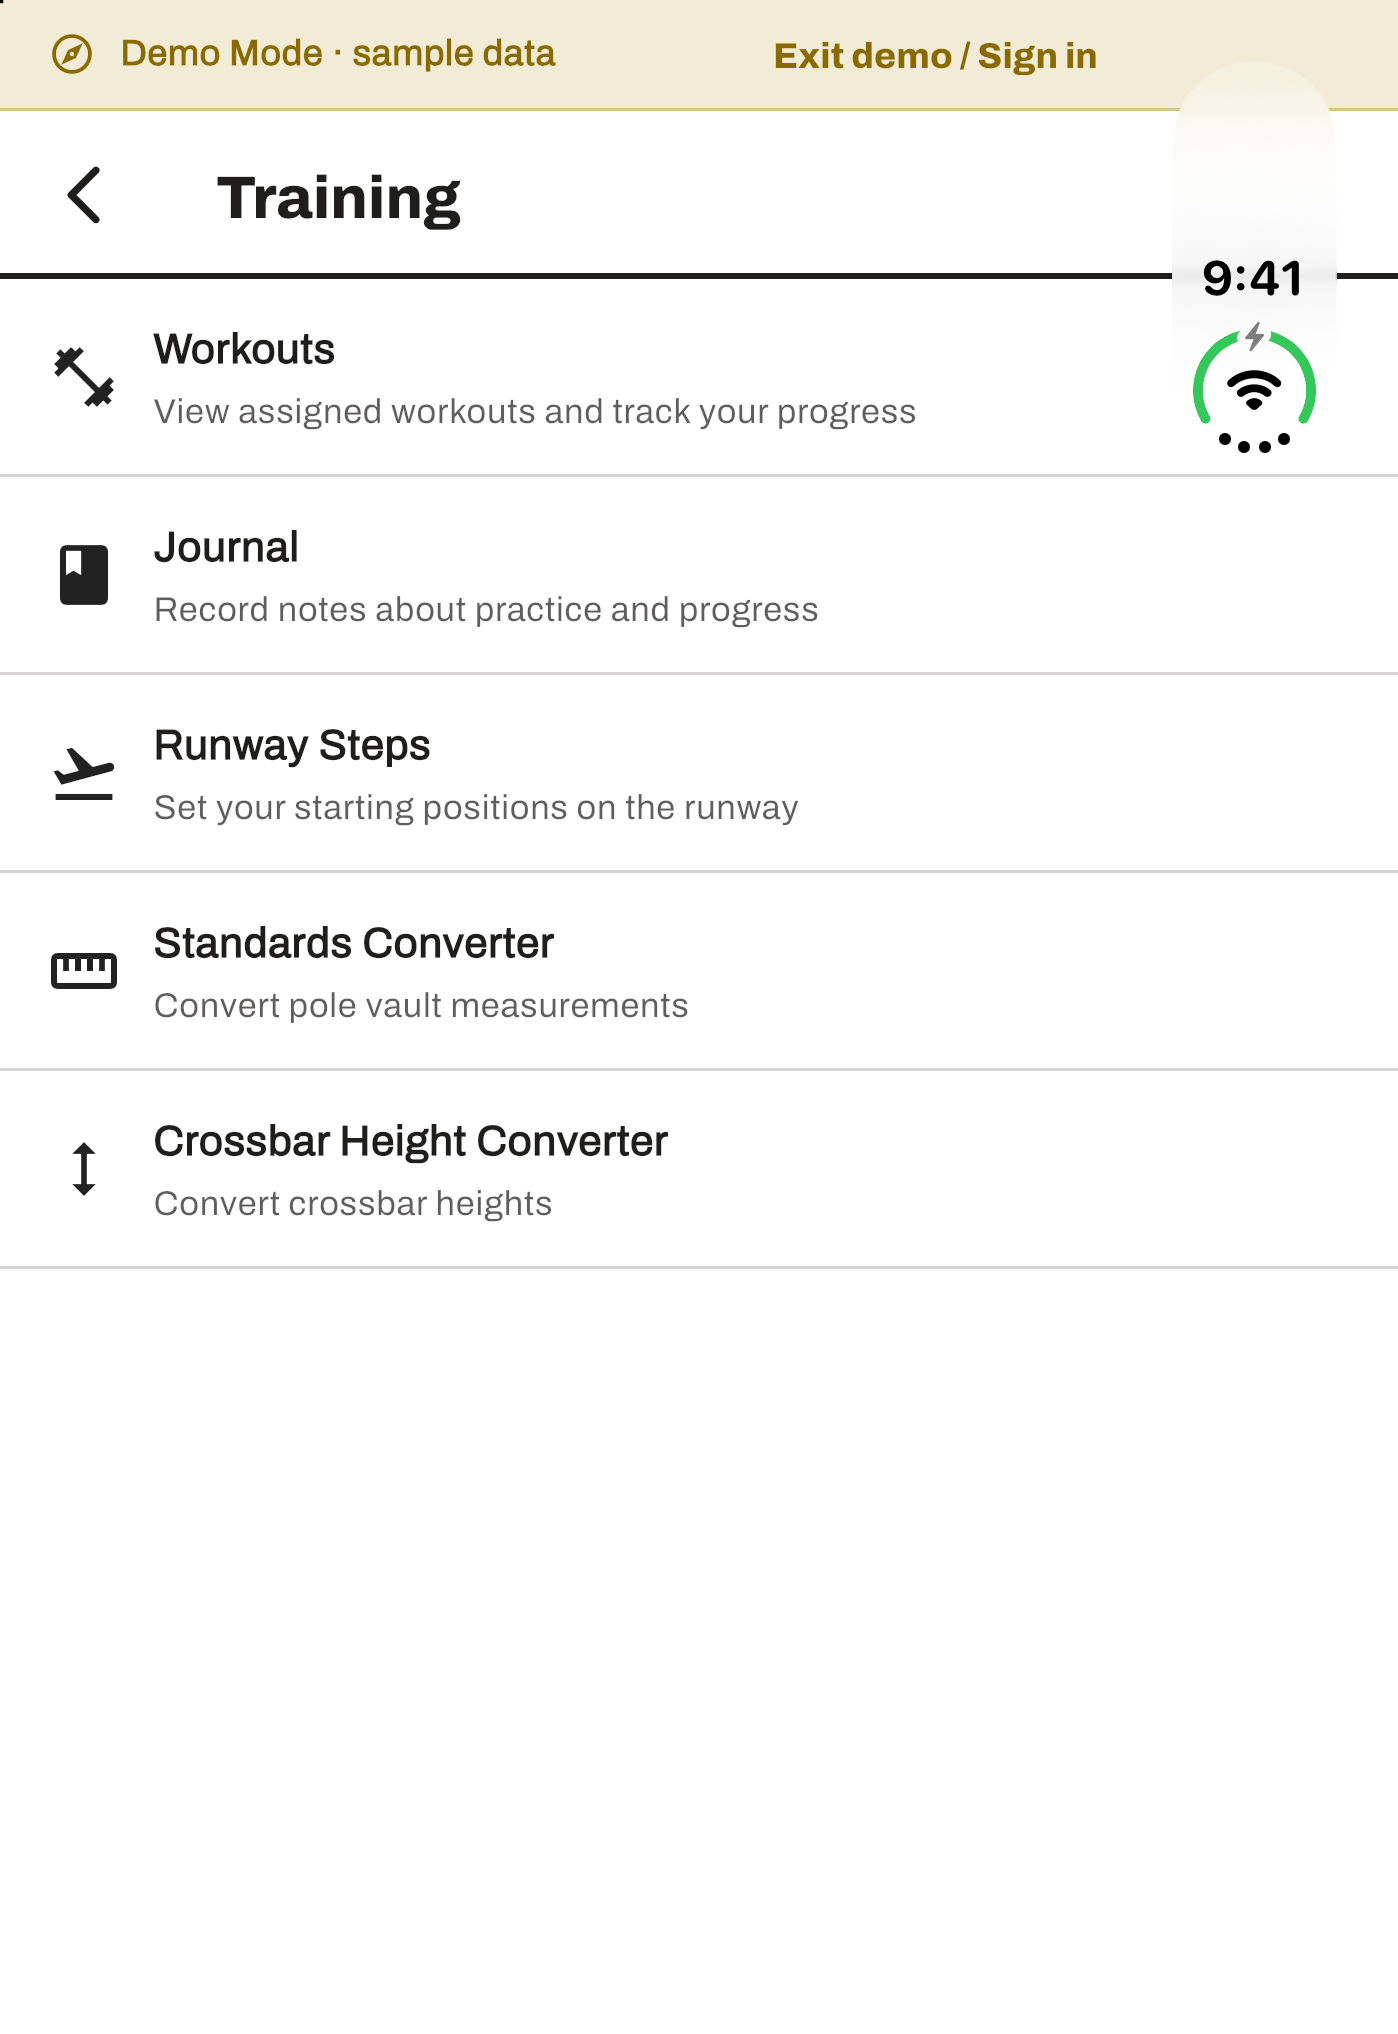 Demo Mode · sample data
Exit demo / Sign in
Training
9:41
Workouts
View assigned workouts and track your progress
Journal
Record notes about practice and progress
Runway Steps
Set your starting positions on the runway
Standards Converter
Convert pole vault measurements
Crossbar Height Converter
Convert crossbar heights